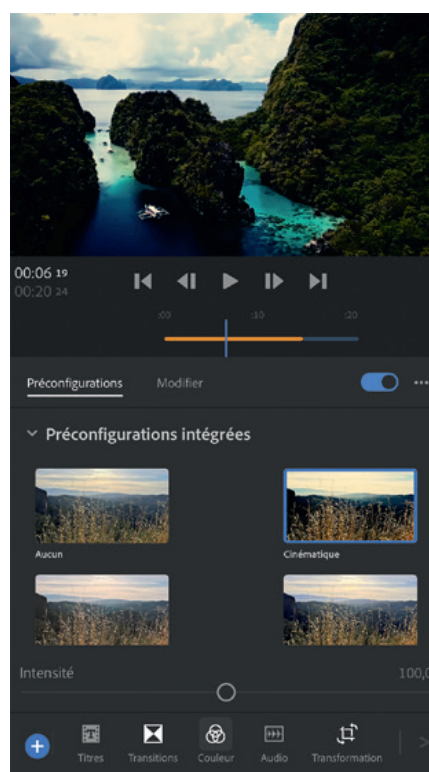 00:06 19
00:20 24
:00 :10 :20
Préconfigurations Modifier
Préconfigurations intégrées
Aucun Cinématique
Intensité 100,0
Titres Transitions Couleur Audio Transformation